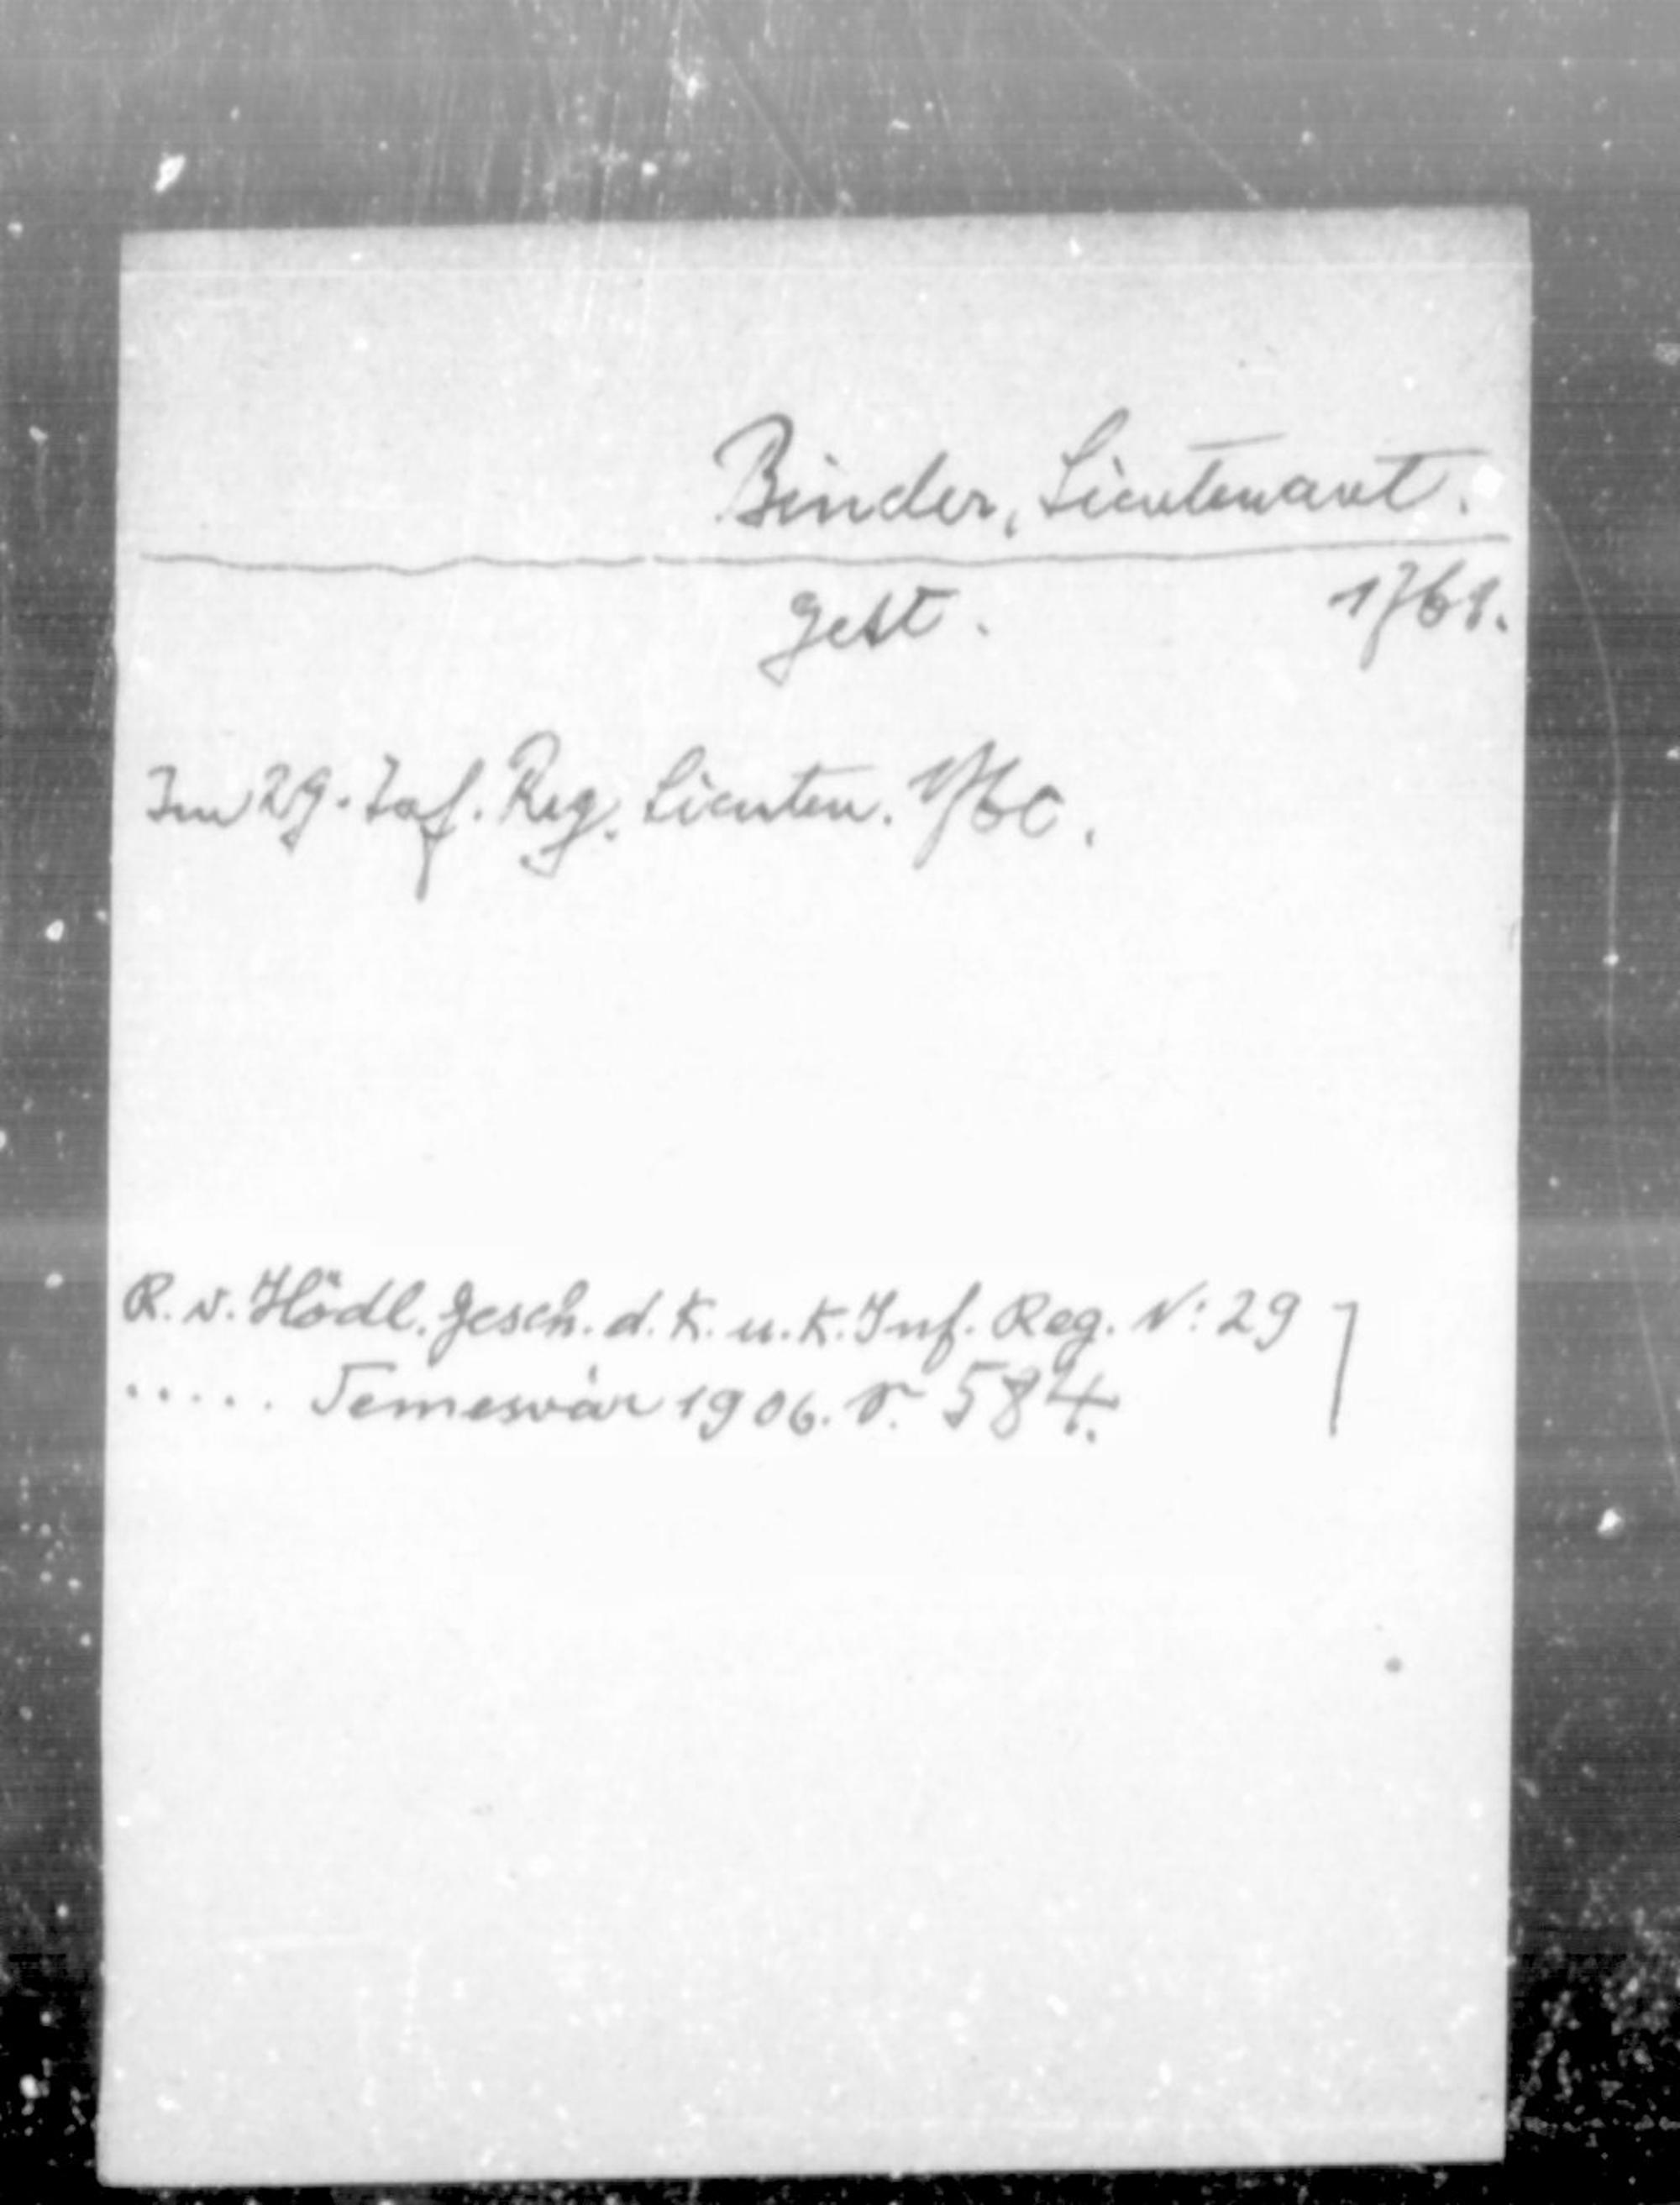 Binder, Lieutenant.
gest. 1761.
Im 29. Inf. Reg. Lieuten. 1760.
R. v. Hödl. Gesch. d. K. u. K. Inf. Reg. N: 29
..... Temesvár 1906. S. 584.